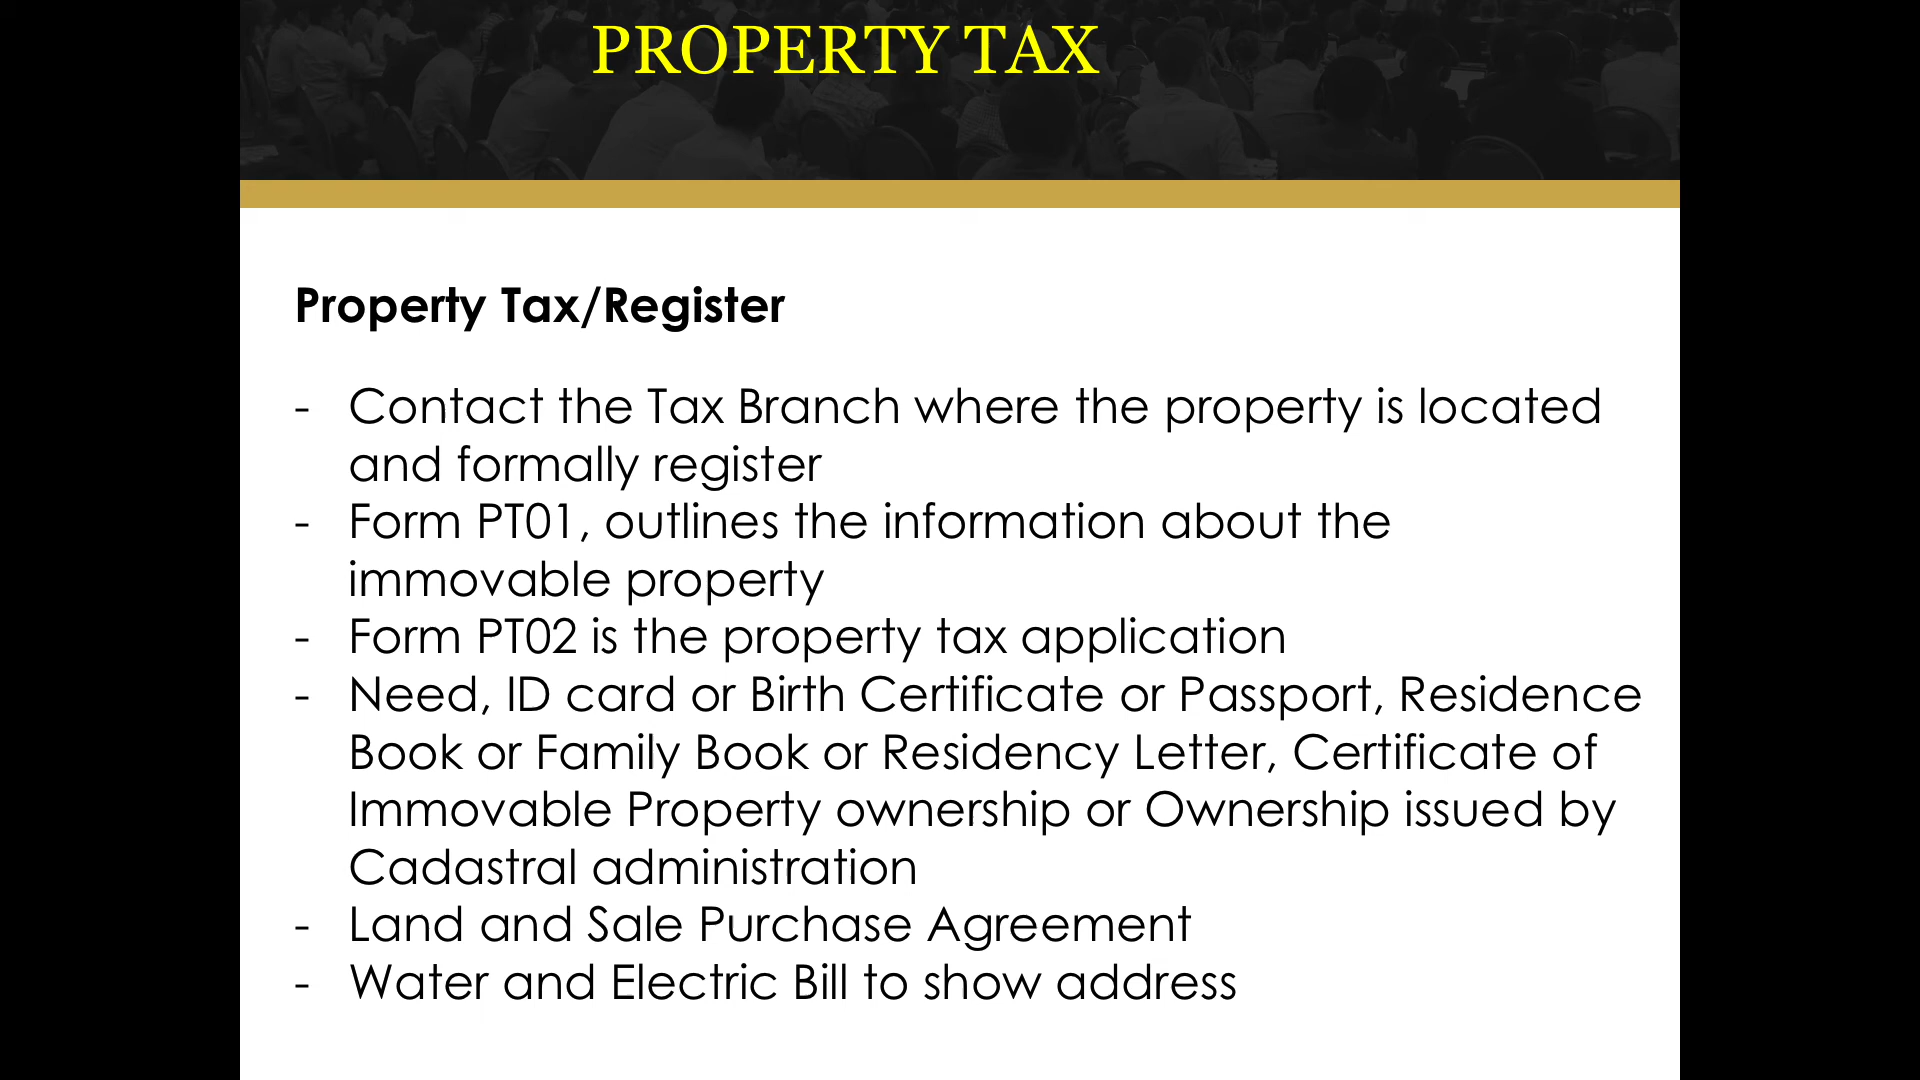 PROPERTY TAX
Property Tax/Register
- Contact the Tax Branch where the property is located
and formally register
- Form PT01, outlines the information about the
immovable property
- Form PT02 is the property tax application
- Need, ID card or Birth Certificate or Passport, Residence
Book or Family Book or Residency Letter, Certificate of
Immovable Property ownership or Ownership issued by
Cadastral administration
- Land and Sale Purchase Agreement
- Water and Electric Bill to show address